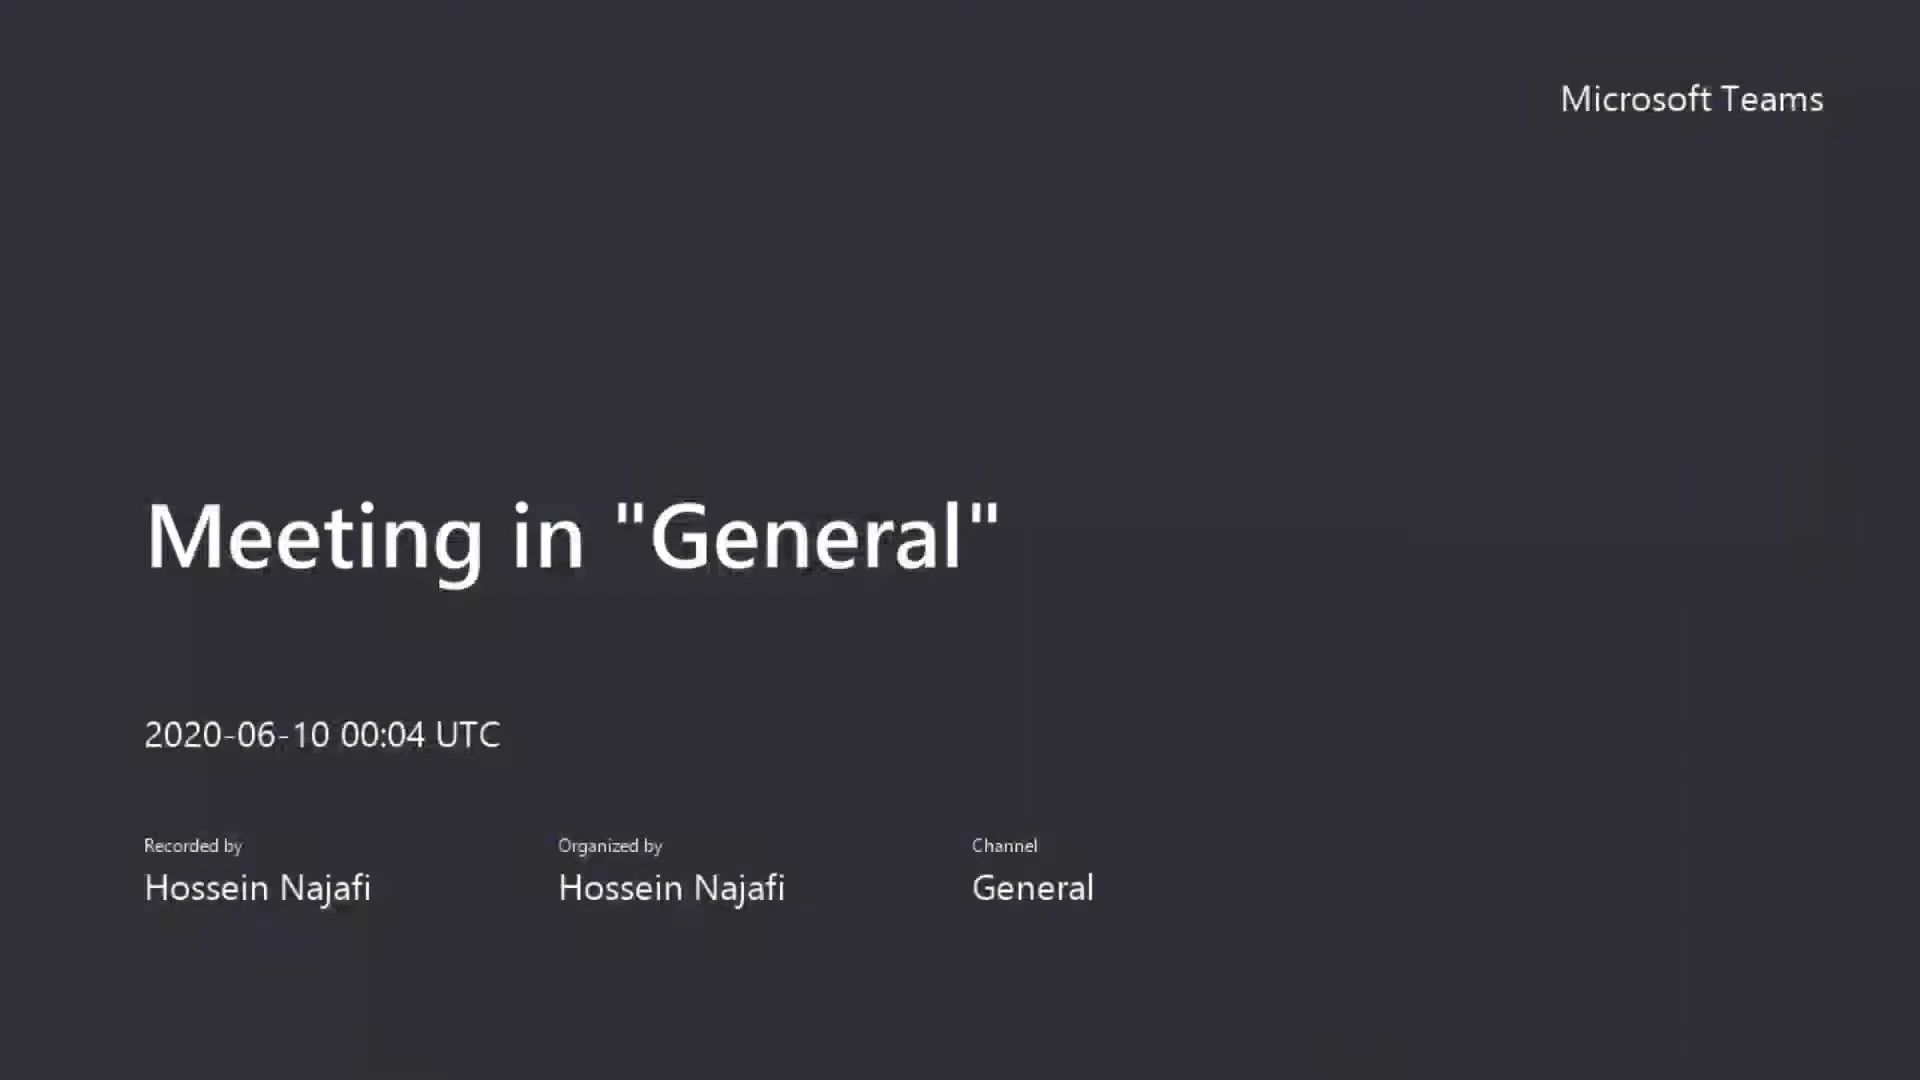 Microsoft Teams
Meeting in "General"
2020-06-10 00:04 UTC
Recorded by
Hossein Najafi
Organized by
Hossein Najafi
Channel
General